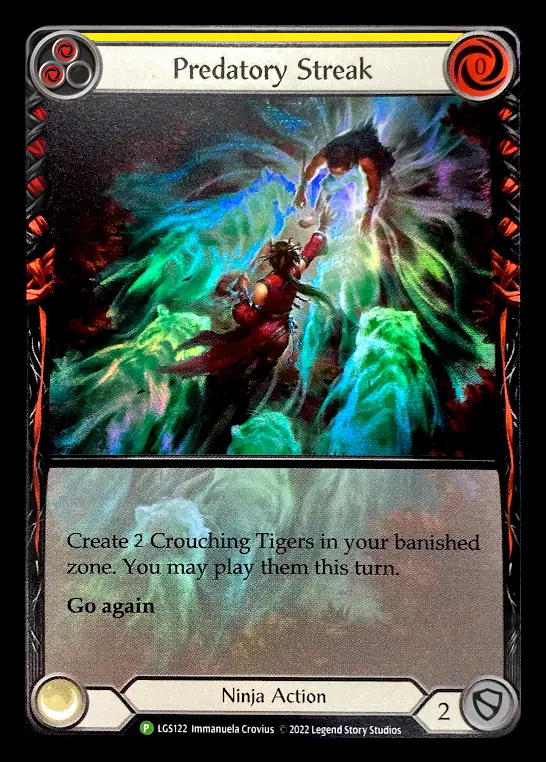 Predatory Streak
0
Create 2 Crouching Tigers in your banished
zone. You may play them this turn.
Go again
Ninja Action
2
P LGS122 Immanuela Crovius © 2022 Legend Story Studios